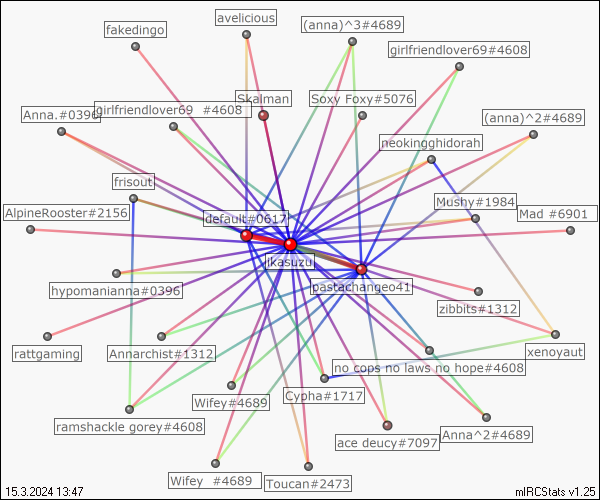 avelicious
(anna)^3#4689
fakedingo
girlfriendlover69#4608
Skalman
Soxy Foxy#5076
Anna.#0396
girlfriendlover69 #4608
(anna)^2#4689
neokingghidorah
frisout
Mushy#1984
AlpineRooster#2156
default#0617
Mad #6901
jkasuzu
hypomanianna#0396
pastachangeo41
zibbits#1312
rattgaming
Annarchist#1312
xenoyaut
no cops no laws no hope#4608
Wifey#4689
Cypha#1717
ramshackle gorey#4608
ace deucy#7097
Anna^2#4689
Wifey #4689
Toucan#2473
15.3.2024 13:47
mIRCStats v1.25